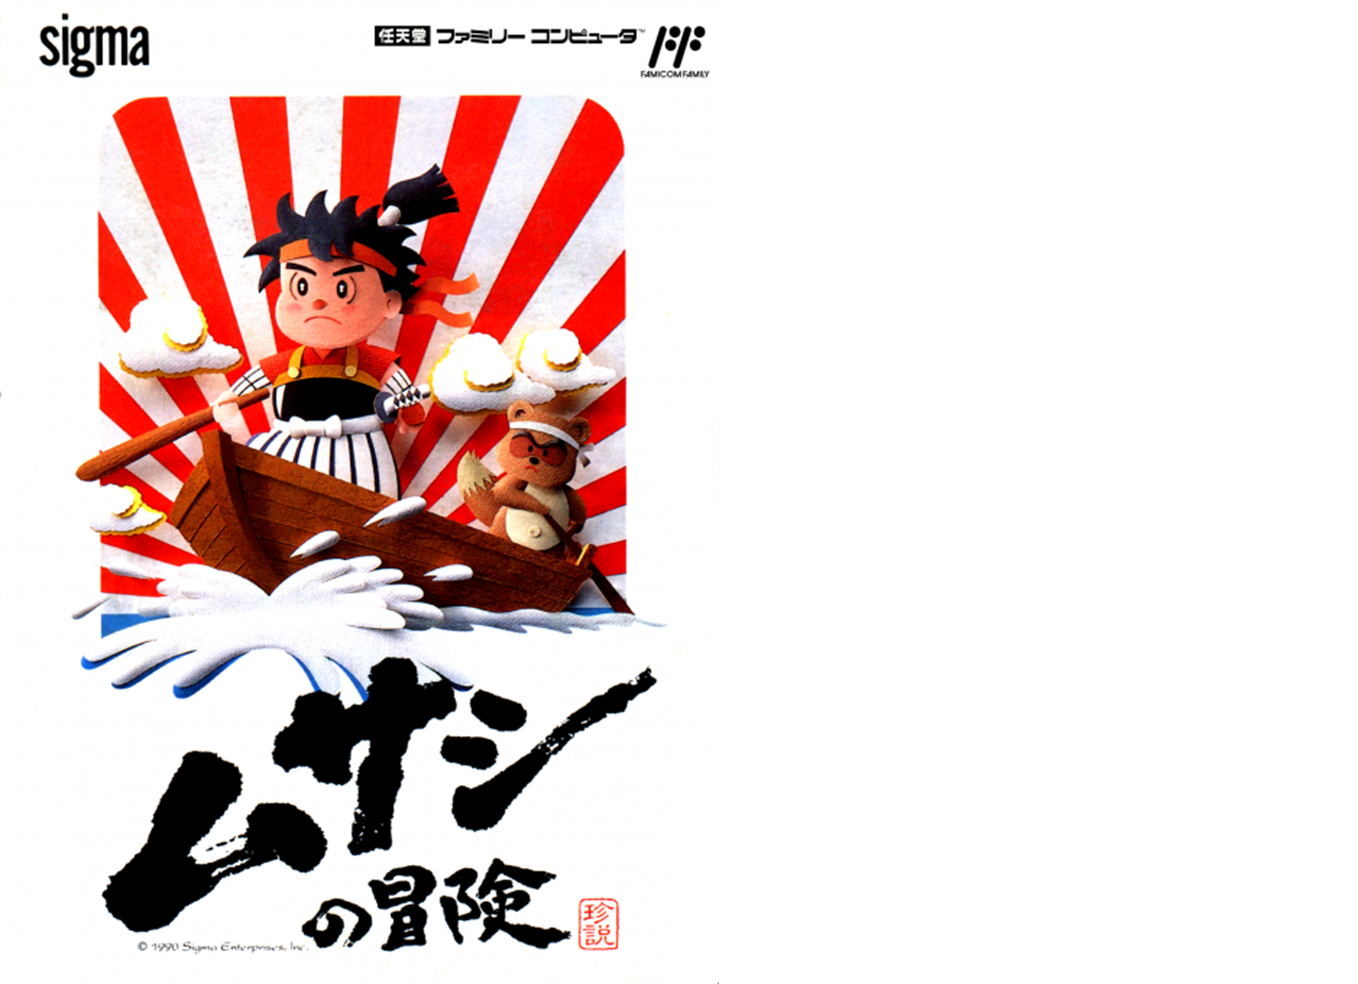 sigma
任天堂 ファミリー コンピュータ™
FAMICOM FAMILY
ムサシ
の冒険
珍説
© 1990 Sigma Enterprises, Inc.